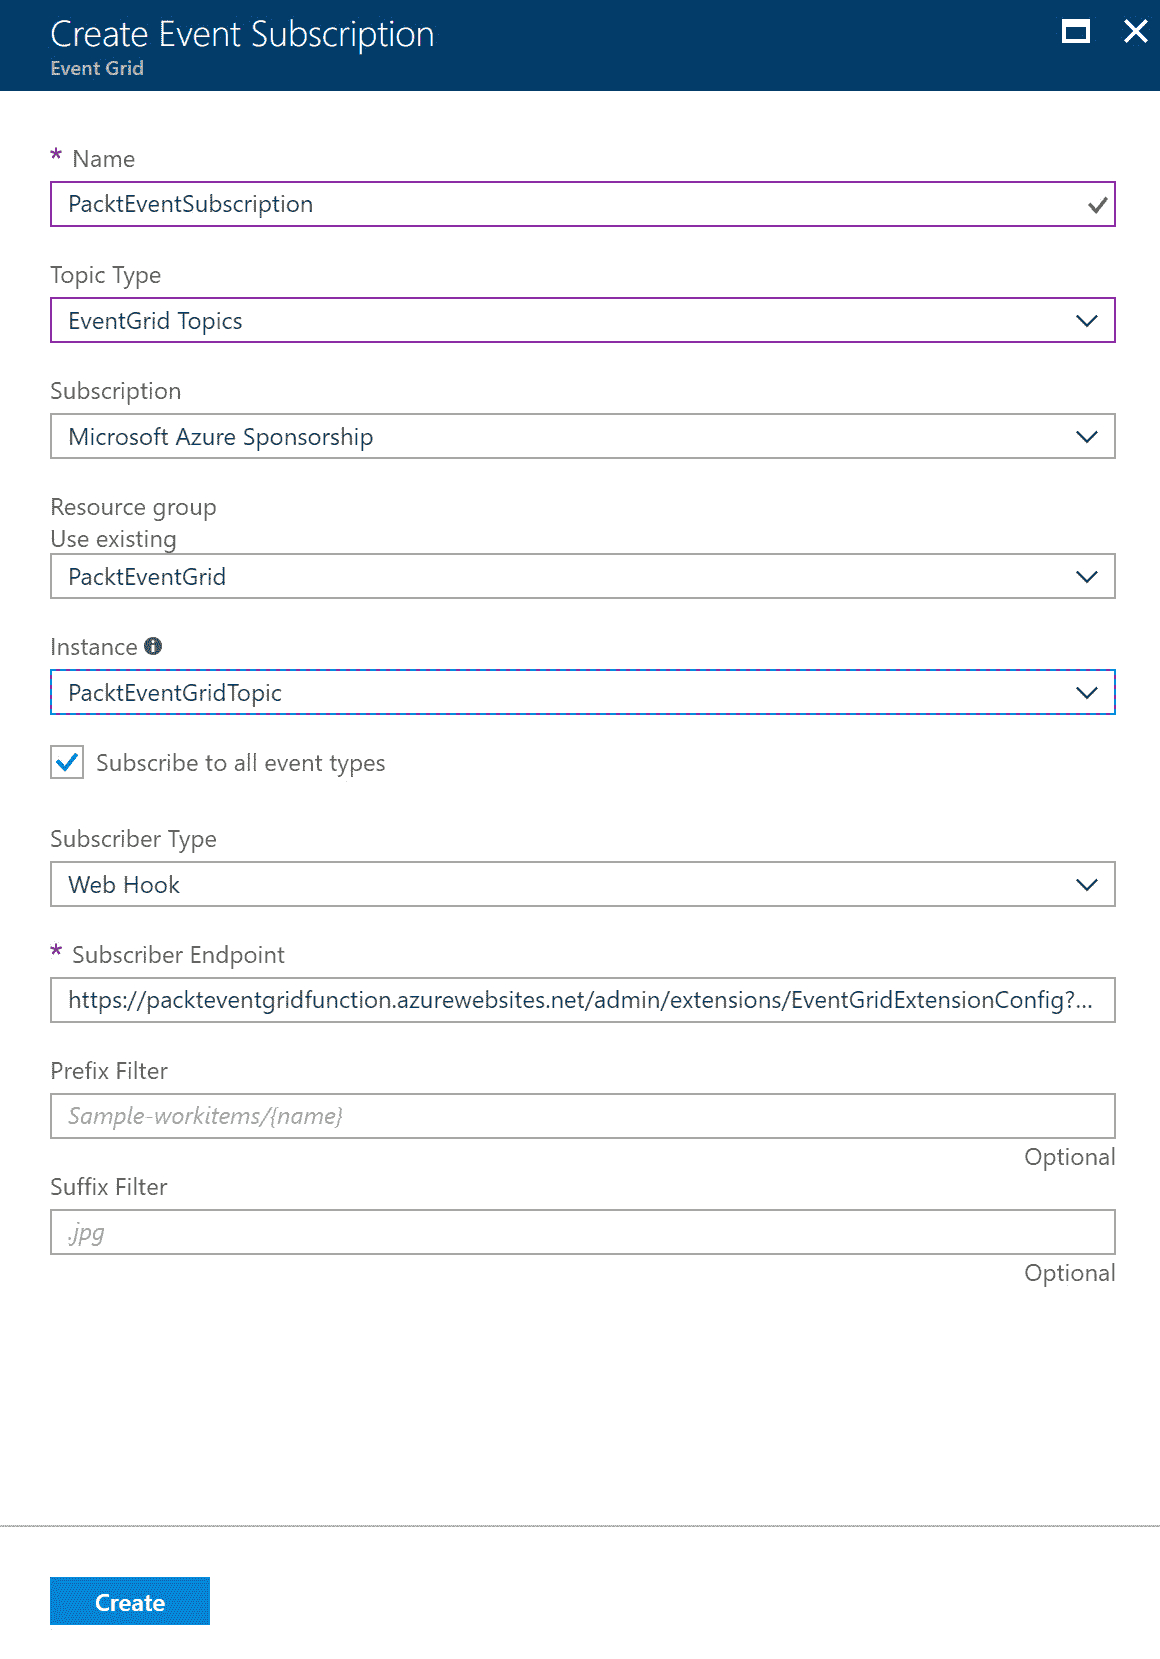 Create Event Subscription
Event Grid
* Name
PacktEventSubscription
Topic Type
EventGrid Topics
Subscription
Microsoft Azure Sponsorship
Resource group
Use existing
PacktEventGrid
Instance
PacktEventGridTopic
Subscribe to all event types
Subscriber Type
Web Hook
* Subscriber Endpoint
https://packteventgridfunction.azurewebsites.net/admin/extensions/EventGridExtensionConfig?...
Prefix Filter
Sample-workitems/{name}
Optional
Suffix Filter
.jpg
Optional
Create